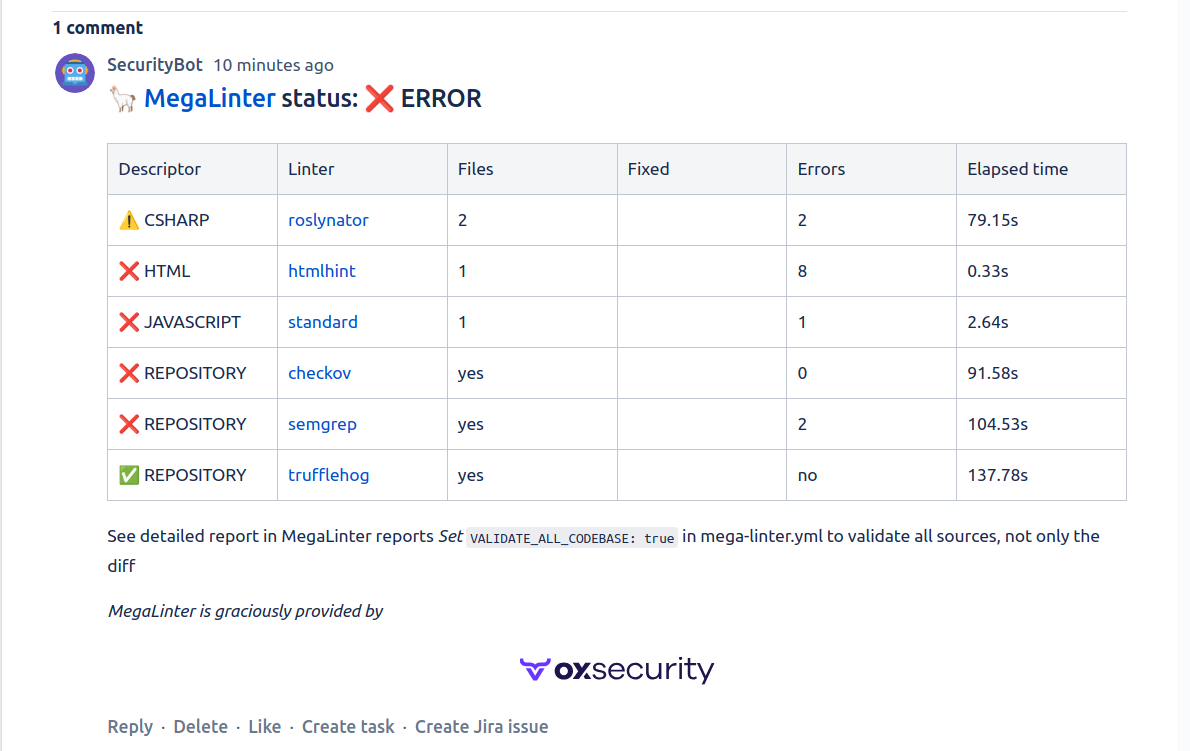 1 comment
SecurityBot 10 minutes ago
MegaLinter status: ❌ ERROR
Descriptor Linter Files Fixed Errors Elapsed time
⚠️ CSHARP roslynator 2 2 79.15s
❌ HTML htmlhint 1 8 0.33s
❌ JAVASCRIPT standard 1 1 2.64s
❌ REPOSITORY checkov yes 0 91.58s
❌ REPOSITORY semgrep yes 2 104.53s
✅ REPOSITORY trufflehog yes no 137.78s
See detailed report in MegaLinter reports Set VALIDATE_ALL_CODEBASE: true in mega-linter.yml to validate all sources, not only the
diff
MegaLinter is graciously provided by
oxsecurity
Reply · Delete · Like · Create task · Create Jira issue